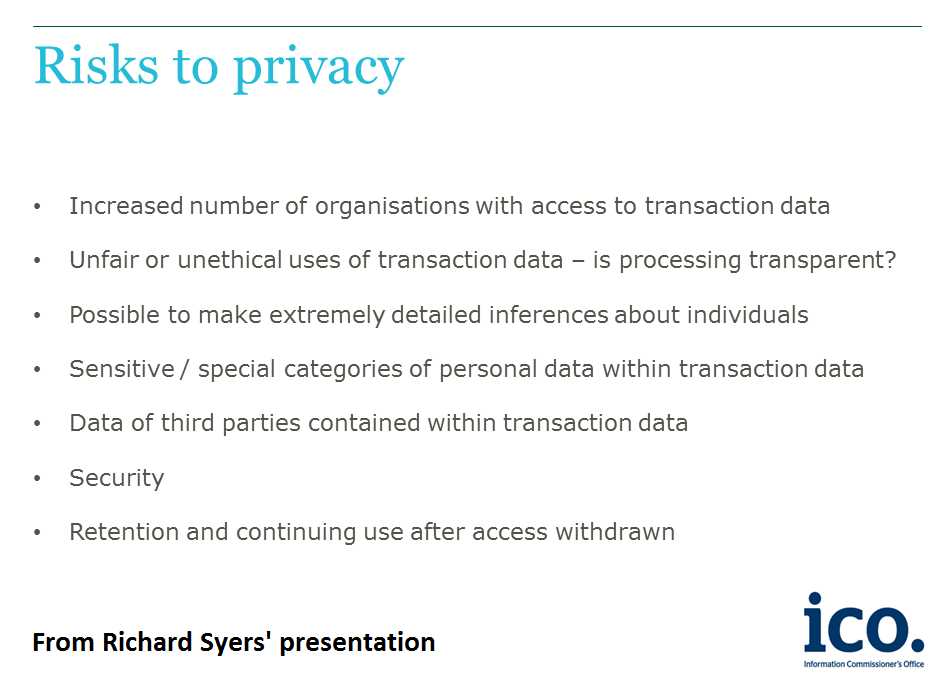 Risks to privacy
• Increased number of organisations with access to transaction data
• Unfair or unethical uses of transaction data – is processing transparent?
• Possible to make extremely detailed inferences about individuals
• Sensitive / special categories of personal data within transaction data
• Data of third parties contained within transaction data
• Security
• Retention and continuing use after access withdrawn
From Richard Syers' presentation
ico.
Information Commissioner's Office